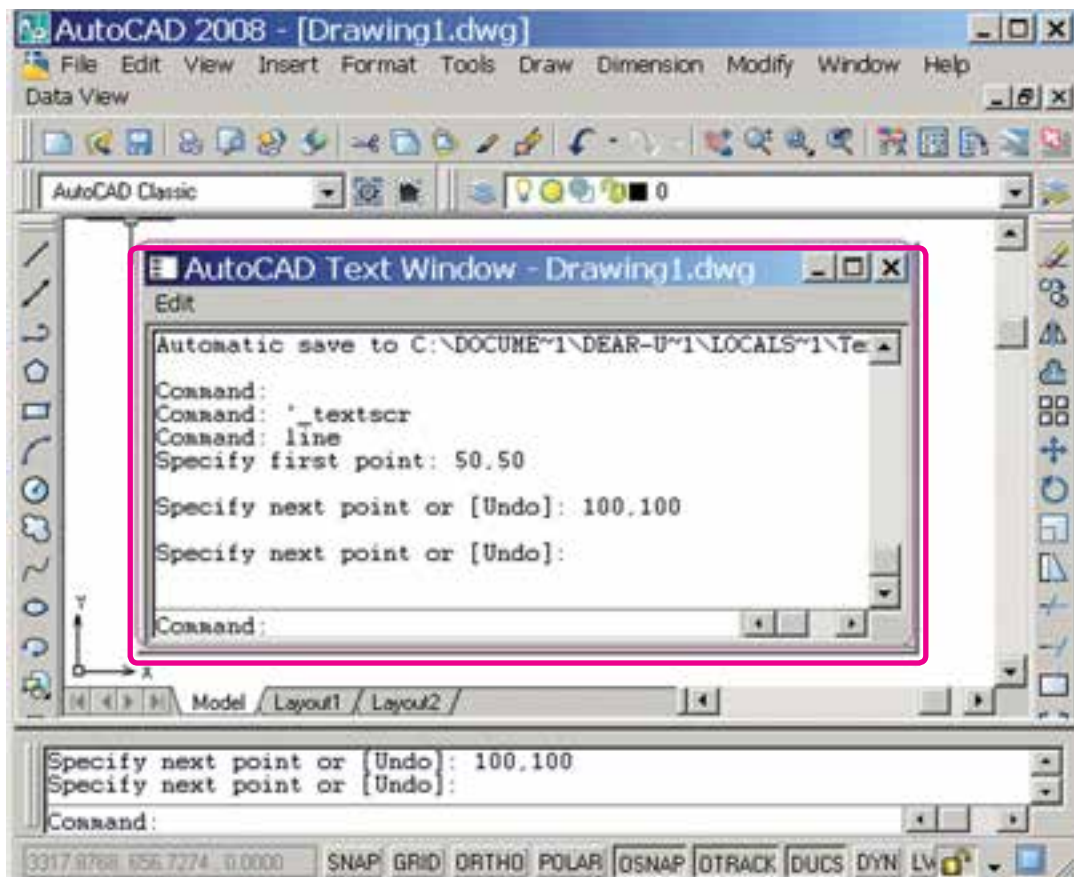 AutoCAD 2008 - [Drawing1.dwg]
File Edit View Insert Format Tools Draw Dimension Modify Window Help
Data View
AutoCAD Classic
0
AutoCAD Text Window - Drawing1.dwg
Edit
Automatic save to C:\DOCUME~1\DEAR-U~1\LOCALS~1\Te
Command:
Command: '_textscr
Command: line
Specify first point: 50,50
Specify next point or [Undo]: 100,100
Specify next point or [Undo]:
Command:
Y
X
Model Layout1 Layout2
Specify next point or [Undo]: 100,100
Specify next point or [Undo]:
Command:
SNAP GRID ORTHO POLAR OSNAP OTRACK DUCS DYN LW